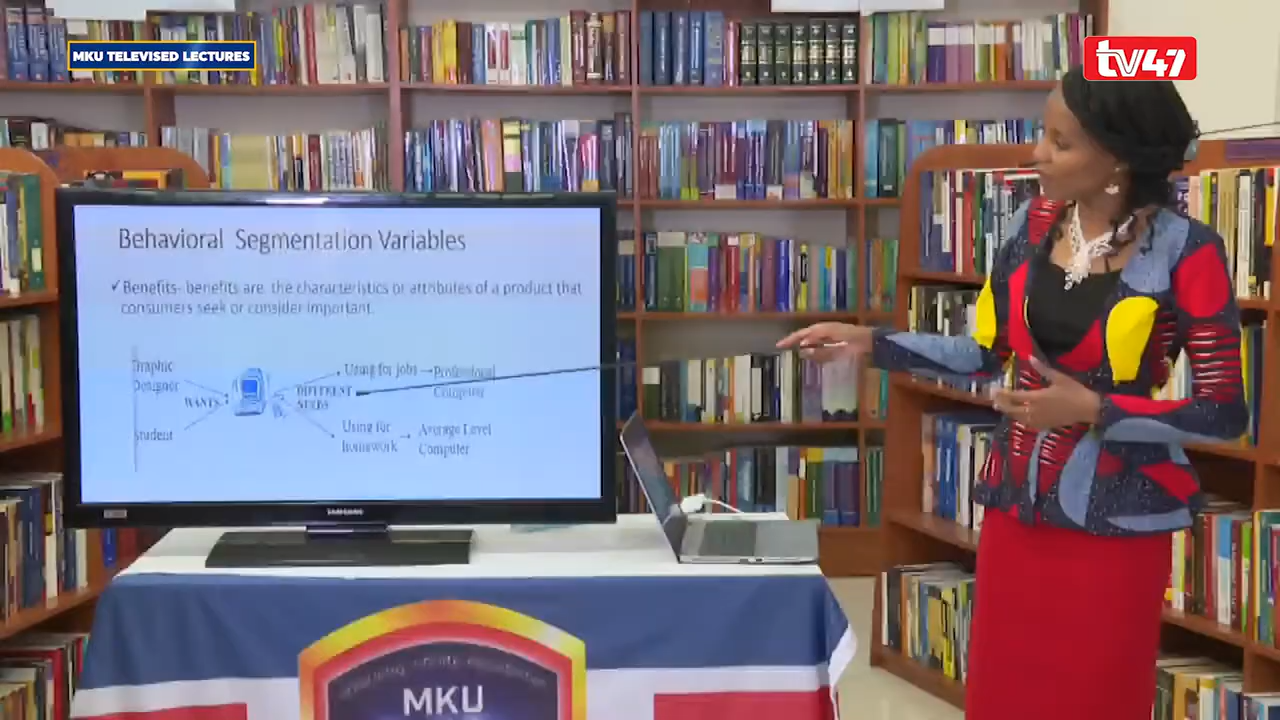 MKU TELEVISED LECTURES
tv47
Behavioral Segmentation Variables
✓Benefits- benefits are the characteristics or attributes of a product that
consumers seek or consider important.
Graphic
Designer
WANTS
Student
DIFFERENT
NEEDS
Using for jobs → Professional
Computer
Using for
homework → Average Level
Computer
SAMSUNG
MKU